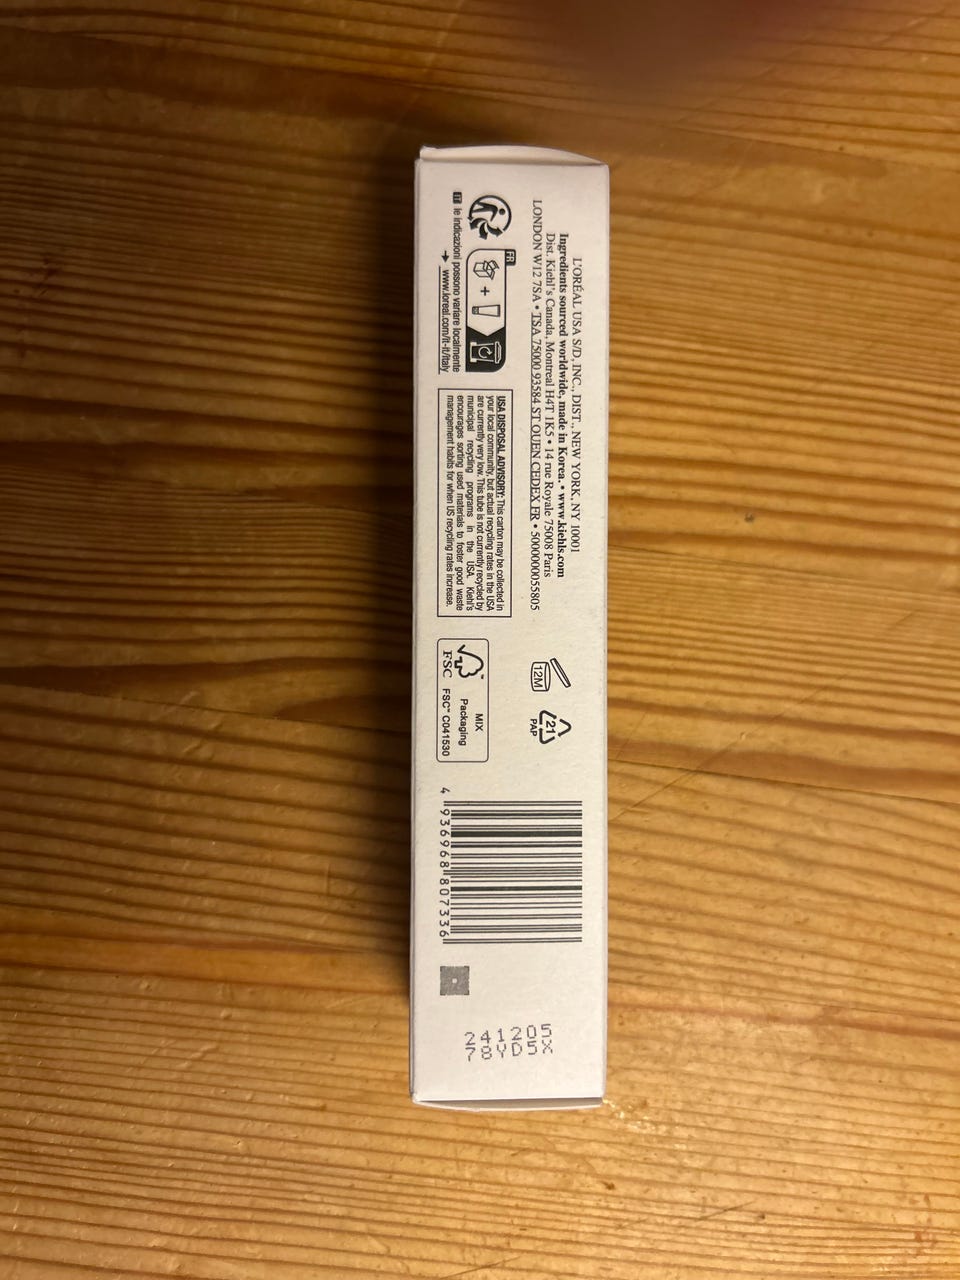 L'ORÉAL USA S/D, INC., DIST., NEW YORK, NY 10001
Ingredients sourced worldwide, made in Korea. • www.kiehls.com
Dist. Kiehl's Canada, Montreal H4T 1K5 • 14 rue Royale 75008 Paris
LONDON W12 7SA • TSA 75000 93584 ST OUEN CEDEX FR • 5000000055805
FR
+
IT le indicazioni possono variare localmente
➔ www.loreal.com/it-it/italy
USA DISPOSAL ADVISORY: This carton may be collected in
your local community, but actual recycling rates in the USA
are currently very low. This tube is not currently recycled by
municipal recycling programs in the USA. Kiehl's
encourages sorting used materials to foster good waste
management habits for when US recycling rates increase.
12M
21
PAP
MIX
Packaging
FSC™ C041530
FSC™
4 936968 807336
241205
78YD5X